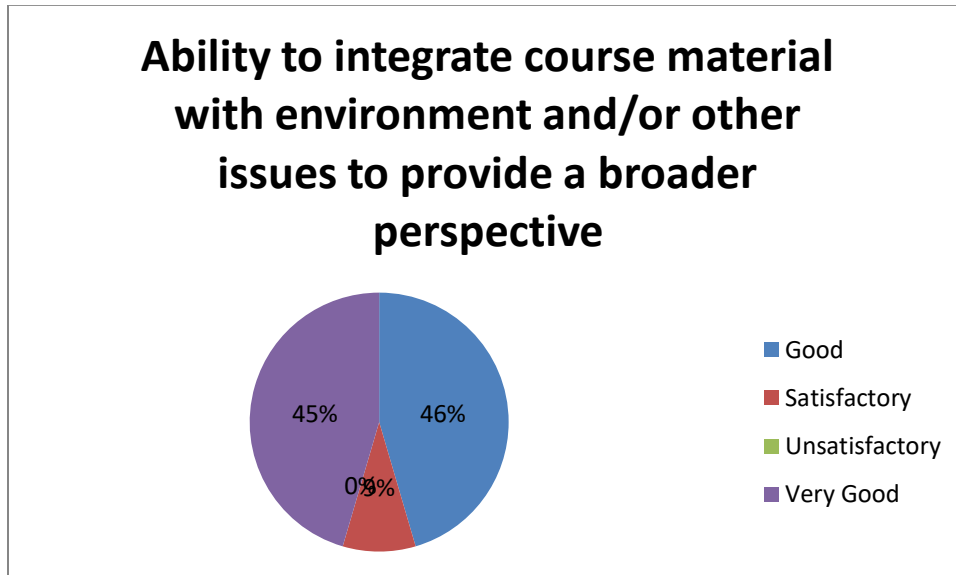 Ability to integrate course material
with environment and/or other
issues to provide a broader
perspective
45%
46%
0%
9%
Good
Satisfactory
Unsatisfactory
Very Good